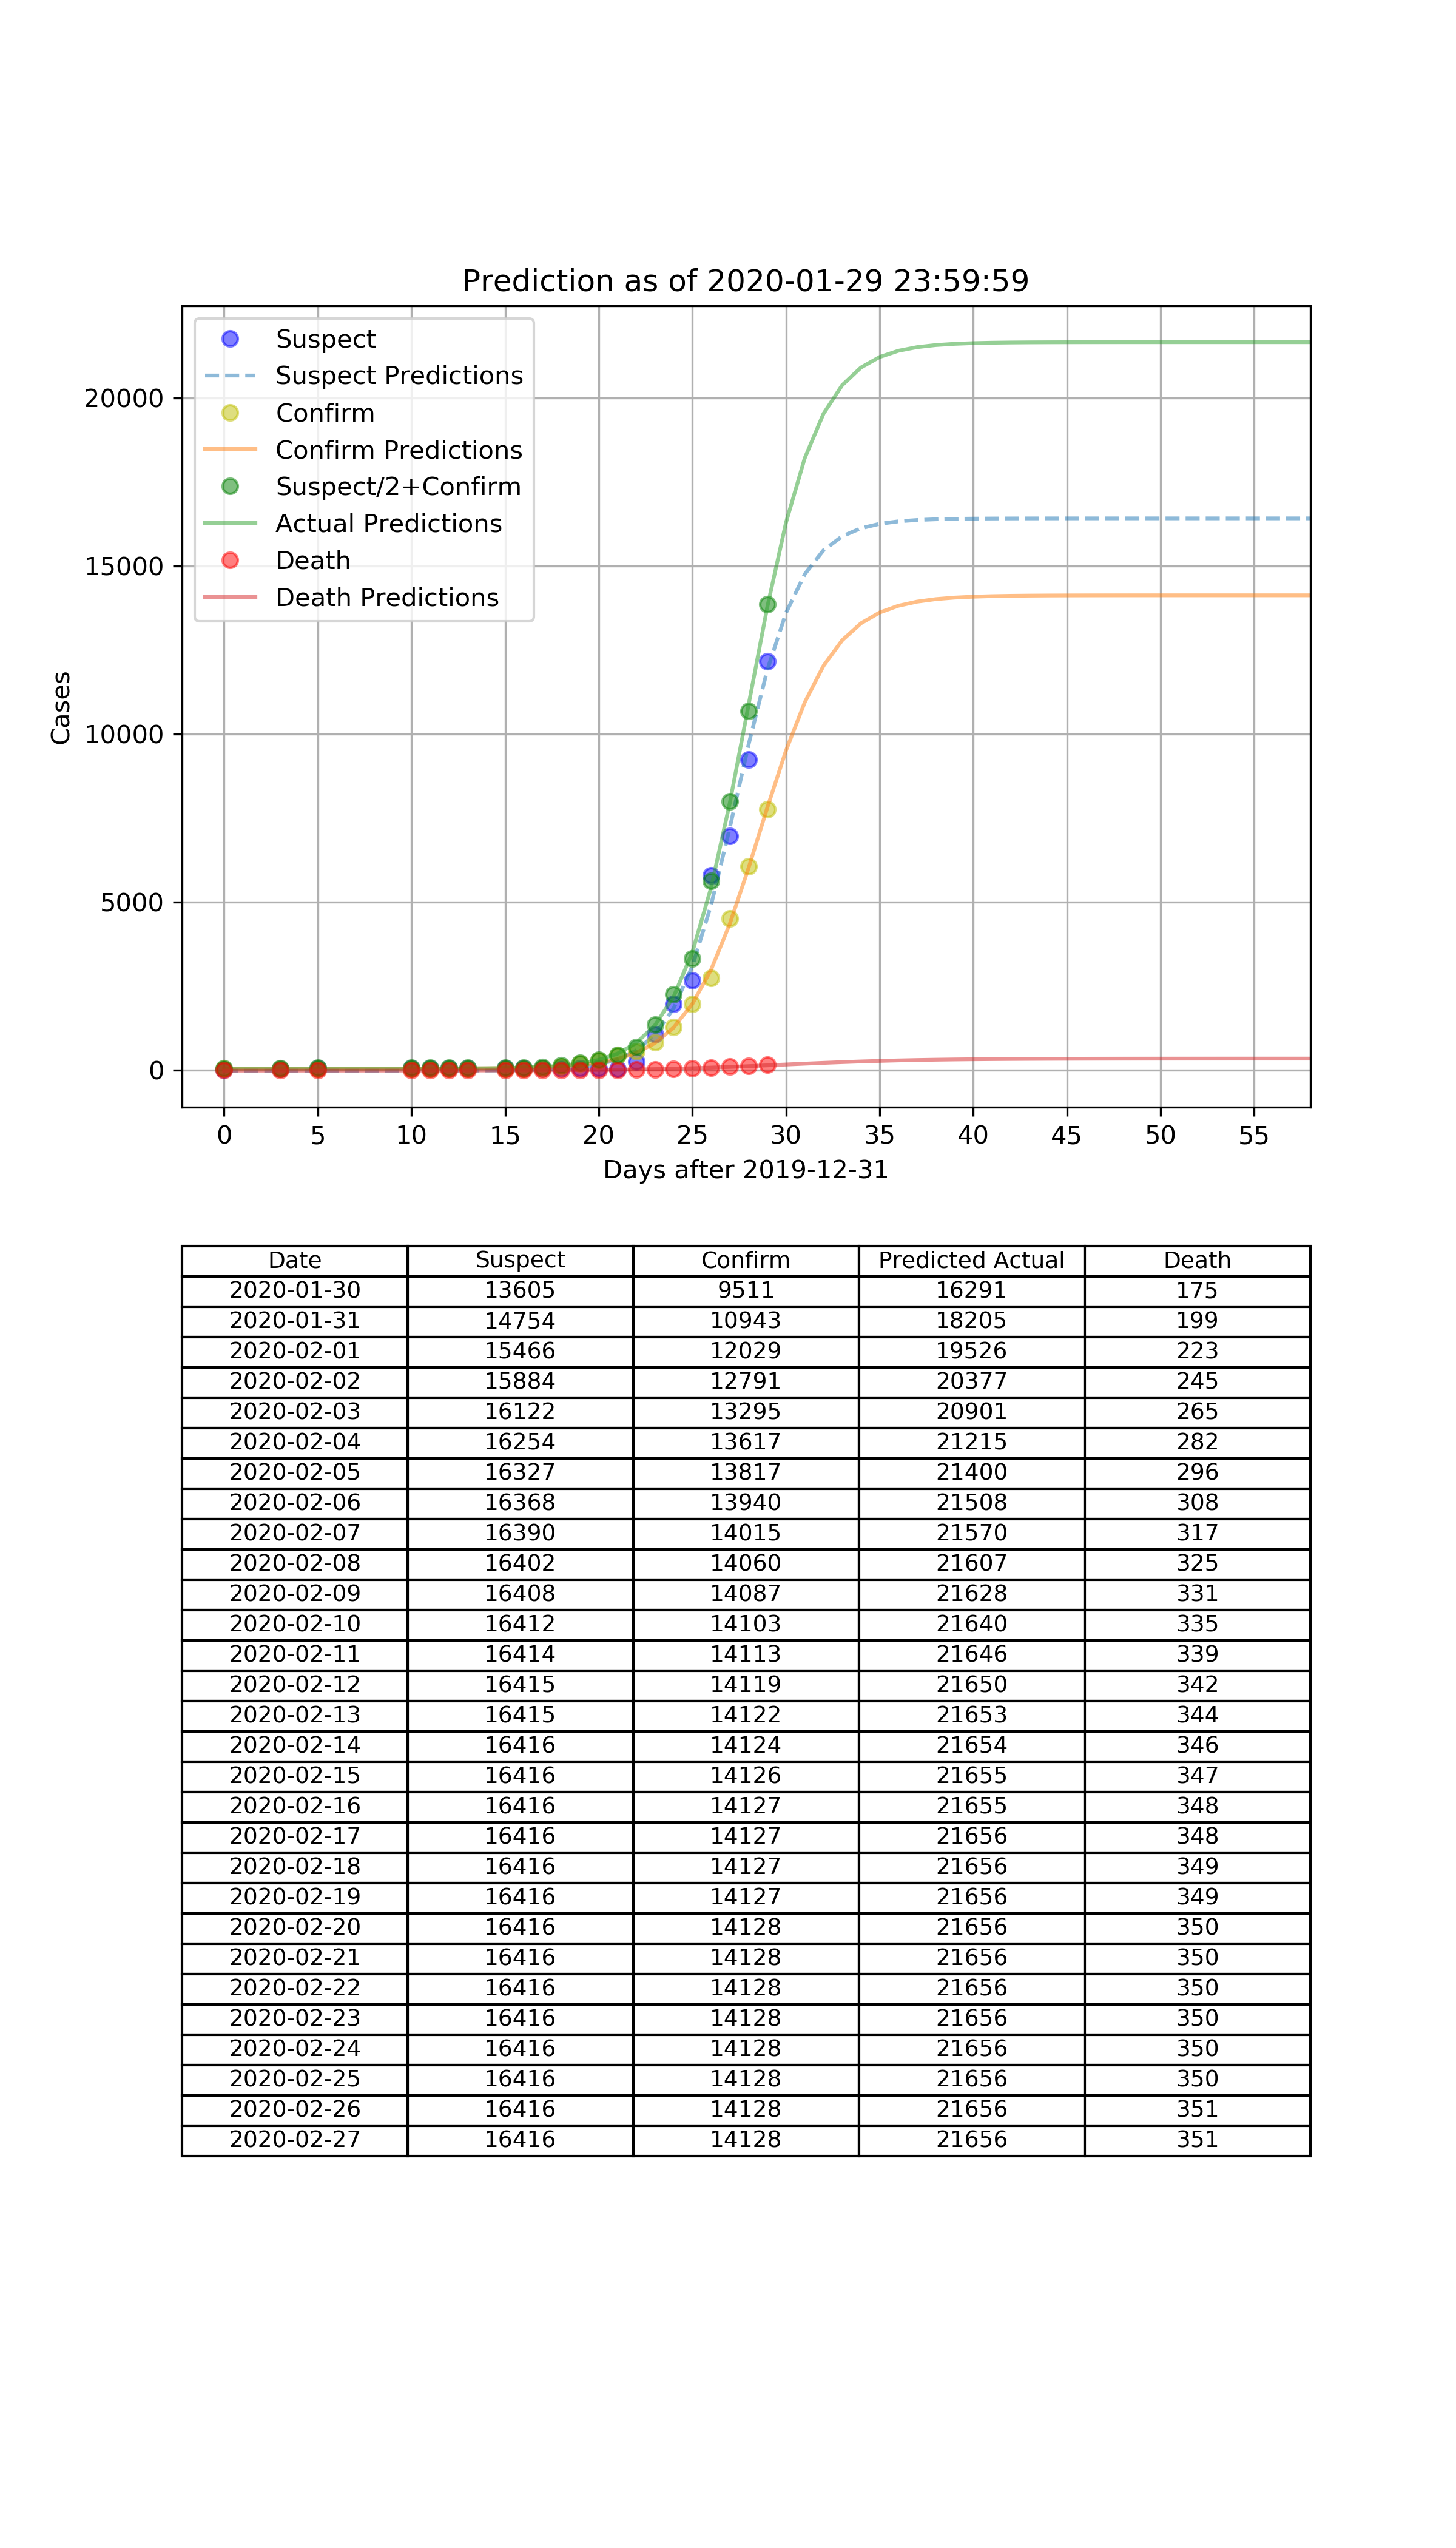 Prediction as of 2020-01-29 23:59:59
Suspect
Suspect Predictions
Confirm
Confirm Predictions
Suspect/2+Confirm
Actual Predictions
Death
Death Predictions
20000
15000
10000
5000
0
Cases
0 5 10 15 20 25 30 35 40 45 50 55
Days after 2019-12-31
Date Suspect Confirm Predicted Actual Death
2020-01-30 13605 9511 16291 175
2020-01-31 14754 10943 18205 199
2020-02-01 15466 12029 19526 223
2020-02-02 15884 12791 20377 245
2020-02-03 16122 13295 20901 265
2020-02-04 16254 13617 21215 282
2020-02-05 16327 13817 21400 296
2020-02-06 16368 13940 21508 308
2020-02-07 16390 14015 21570 317
2020-02-08 16402 14060 21607 325
2020-02-09 16408 14087 21628 331
2020-02-10 16412 14103 21640 335
2020-02-11 16414 14113 21646 339
2020-02-12 16415 14119 21650 342
2020-02-13 16415 14122 21653 344
2020-02-14 16416 14124 21654 346
2020-02-15 16416 14126 21655 347
2020-02-16 16416 14127 21655 348
2020-02-17 16416 14127 21656 348
2020-02-18 16416 14127 21656 349
2020-02-19 16416 14127 21656 349
2020-02-20 16416 14128 21656 350
2020-02-21 16416 14128 21656 350
2020-02-22 16416 14128 21656 350
2020-02-23 16416 14128 21656 350
2020-02-24 16416 14128 21656 350
2020-02-25 16416 14128 21656 350
2020-02-26 16416 14128 21656 351
2020-02-27 16416 14128 21656 351